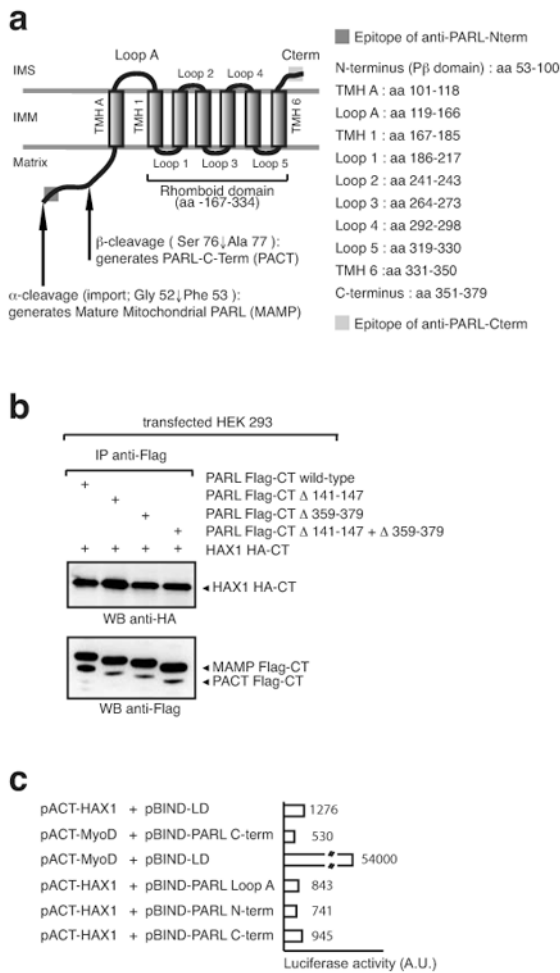 a
Loop A
Cterm
IMS
Loop 2
Loop 4
IMM
TMH A
TMH 1
TMH 6
Matrix
Loop 1
Loop 3
Loop 5
Rhomboid domain
(aa -167-334)
β-cleavage ( Ser 76↓Ala 77 ):
generates PARL-C-Term (PACT)
α-cleavage (import; Gly 52↓Phe 53 ):
generates Mature Mitochondrial PARL (MAMP)
Epitope of anti-PARL-Nterm
N-terminus (Pβ domain) : aa 53-100
TMH A : aa 101-118
Loop A : aa 119-166
TMH 1 : aa 167-185
Loop 1 : aa 186-217
Loop 2 : aa 241-243
Loop 3 : aa 264-273
Loop 4 : aa 292-298
Loop 5 : aa 319-330
TMH 6 :aa 331-350
C-terminus : aa 351-379
Epitope of anti-PARL-Cterm
b
transfected HEK 293
IP anti-Flag
+ PARL Flag-CT wild-type
+ PARL Flag-CT Δ 141-147
+ PARL Flag-CT Δ 359-379
+ PARL Flag-CT Δ 141-147 + Δ 359-379
+ + + + HAX1 HA-CT
HAX1 HA-CT
WB anti-HA
MAMP Flag-CT
PACT Flag-CT
WB anti-Flag
c
pACT-HAX1 + pBIND-LD 1276
pACT-MyoD + pBIND-PARL C-term 530
pACT-MyoD + pBIND-LD 54000
pACT-HAX1 + pBIND-PARL Loop A 843
pACT-HAX1 + pBIND-PARL N-term 741
pACT-HAX1 + pBIND-PARL C-term 945
Luciferase activity (A.U.)